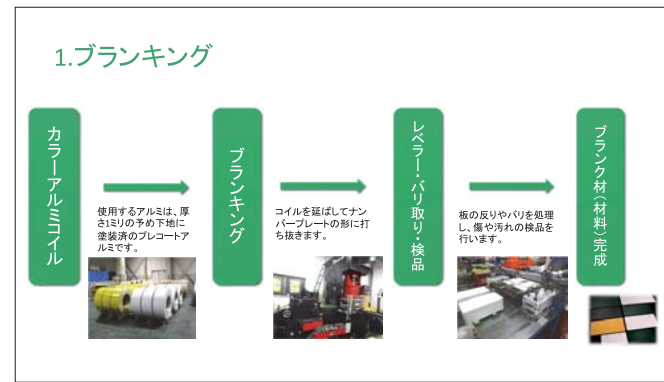 1.ブランキング
カラーアルミコイル
使用するアルミは、厚
さ1ミリの予め下地に
塗装済のプレコートア
ルミです。
ブランキング
コイルを延ばしてナン
バープレートの形に打
ち抜きます。
レベラー・バリ取り・検品
板の反りやバリを処理
し、傷や汚れの検品を
行います。
ブランク材(材料)完成